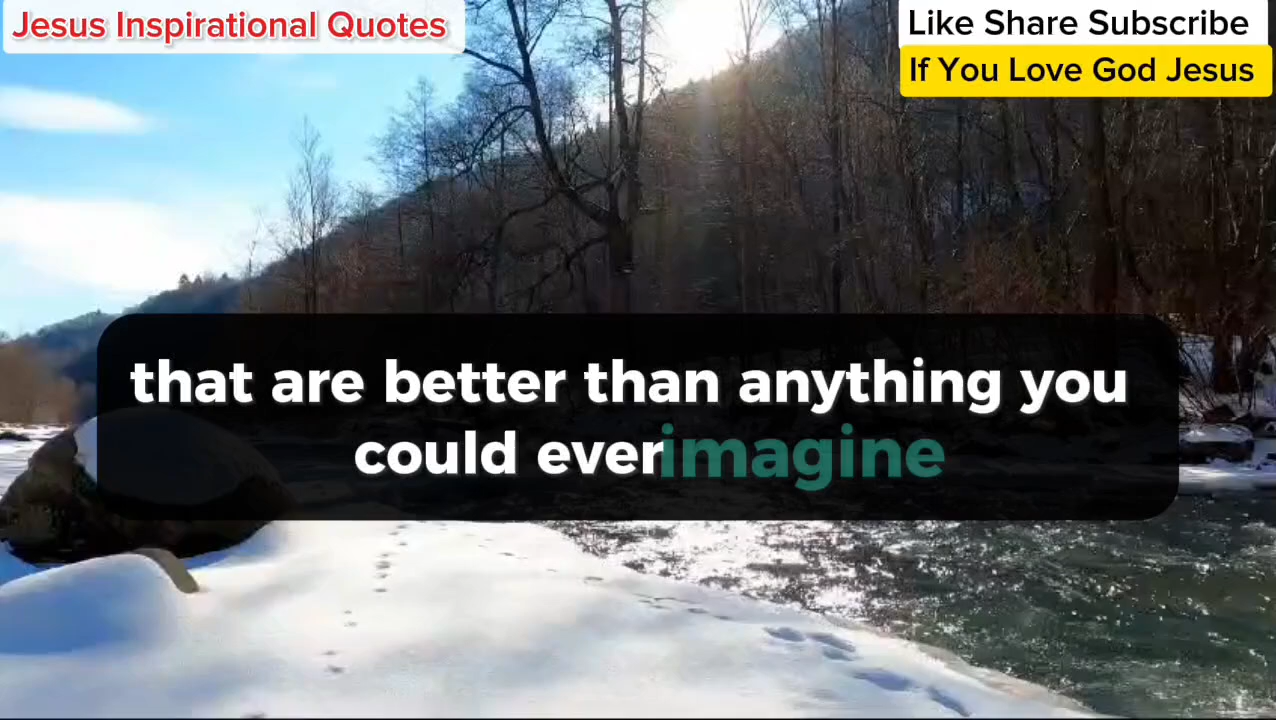 Jesus Inspirational Quotes
Like Share Subscribe
If You Love God Jesus
that are better than anything you
could ever imagine